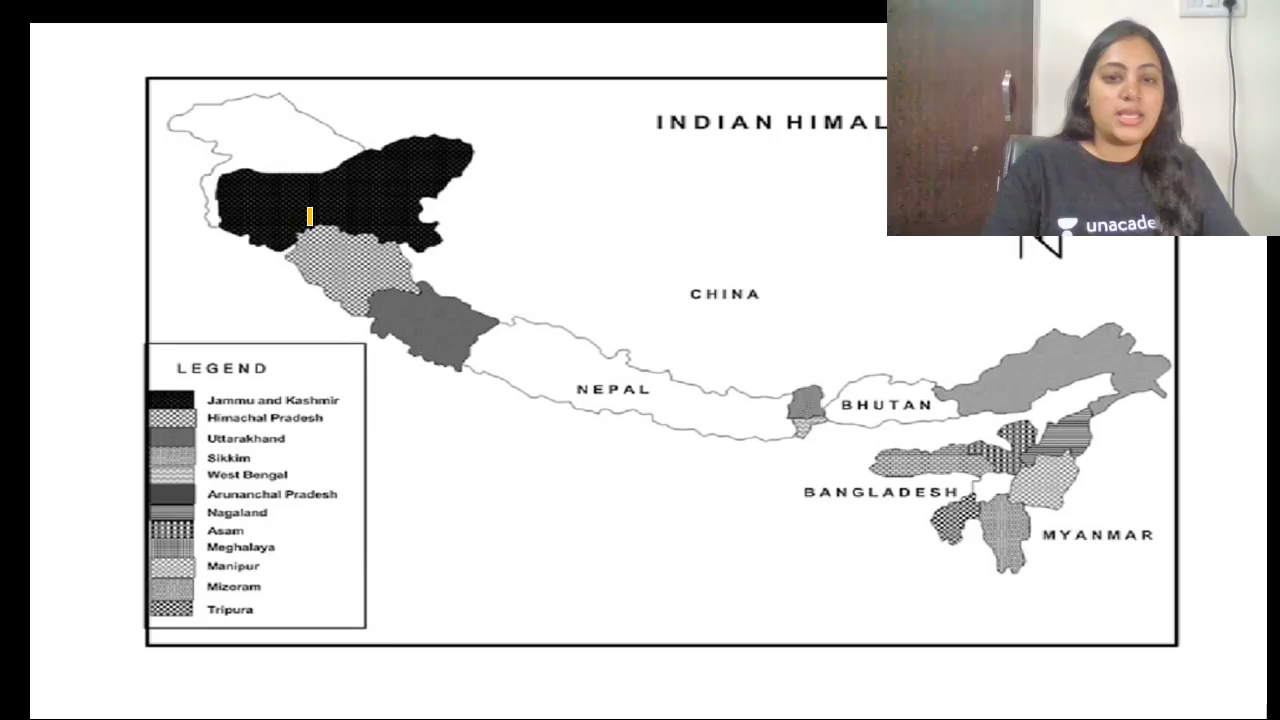 INDIAN HIMAL
unacade
CHINA
NEPAL
BHUTAN
BANGLADESH
MYANMAR
LEGEND
Jammu and Kashmir
Himachal Pradesh
Uttarakhand
Sikkim
West Bengal
Arunanchal Pradesh
Nagaland
Asam
Meghalaya
Manipur
Mizoram
Tripura